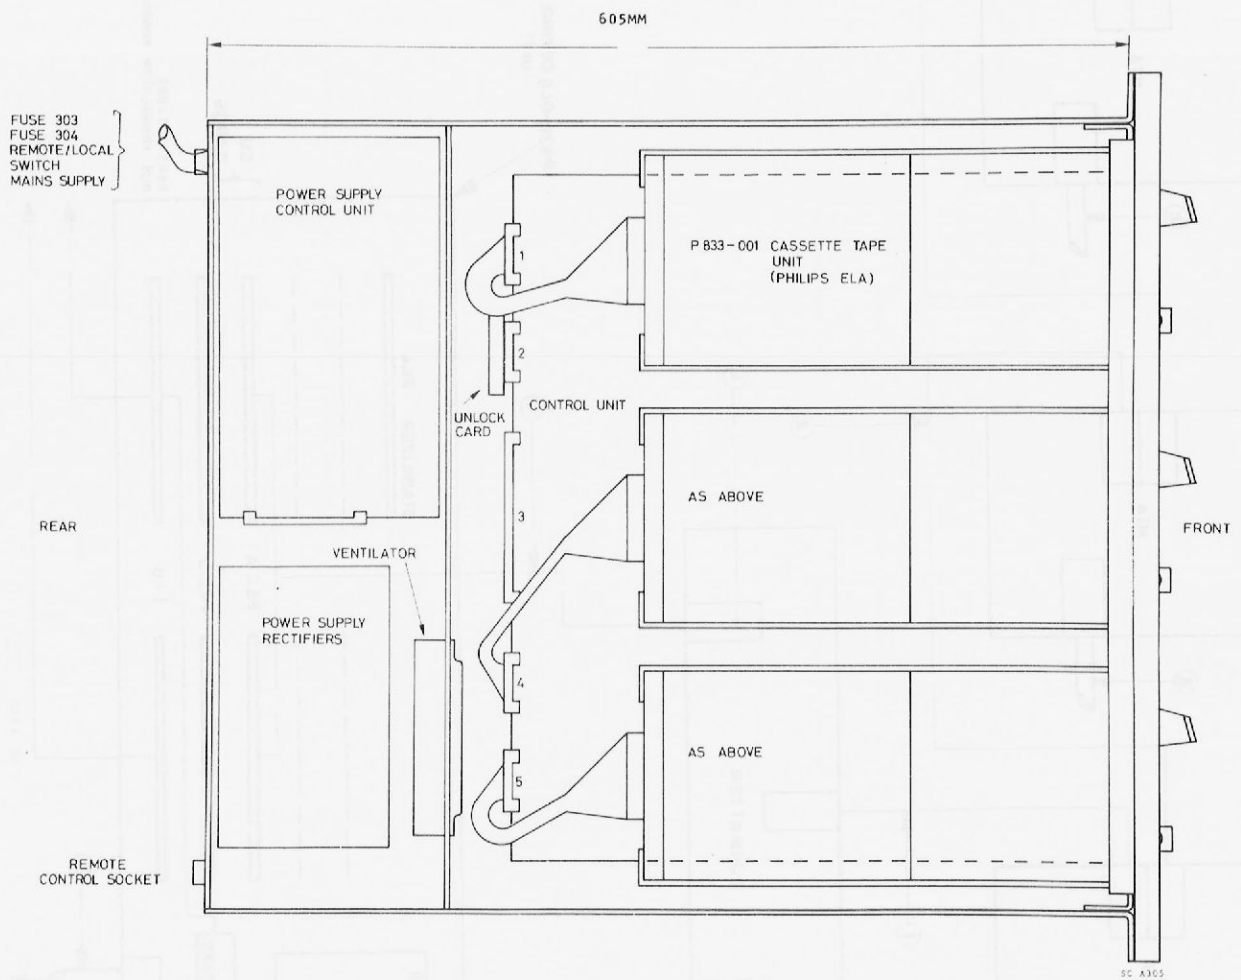 605MM
FUSE 303
FUSE 304
REMOTE/LOCAL
SWITCH
MAINS SUPPLY
POWER SUPPLY
CONTROL UNIT
1
P 833-001 CASSETTE TAPE
UNIT
(PHILIPS ELA)
2
UNLOCK
CARD
CONTROL UNIT
3
AS ABOVE
REAR
FRONT
VENTILATOR
POWER SUPPLY
RECTIFIERS
4
AS ABOVE
5
REMOTE
CONTROL SOCKET
SC A305